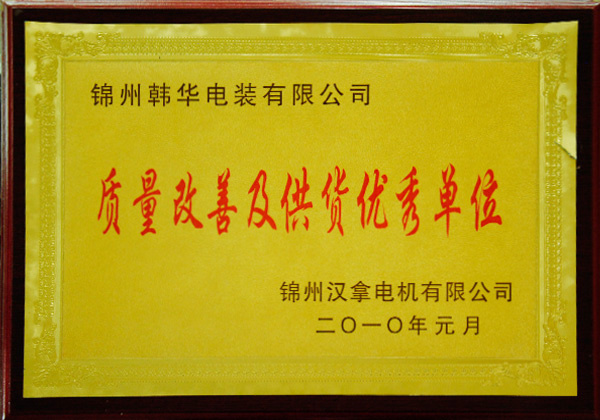 锦州韩华电装有限公司
质量改善及供货优秀单位
锦州汉拿电机有限公司
二〇一〇年元月